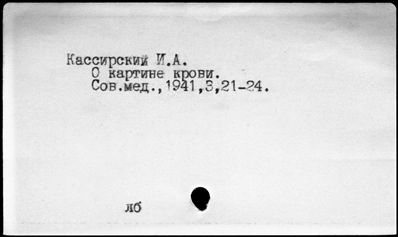 Кассирский И.А.
О картине крови.
Сов.мед.,1941,3,21-24.
лб